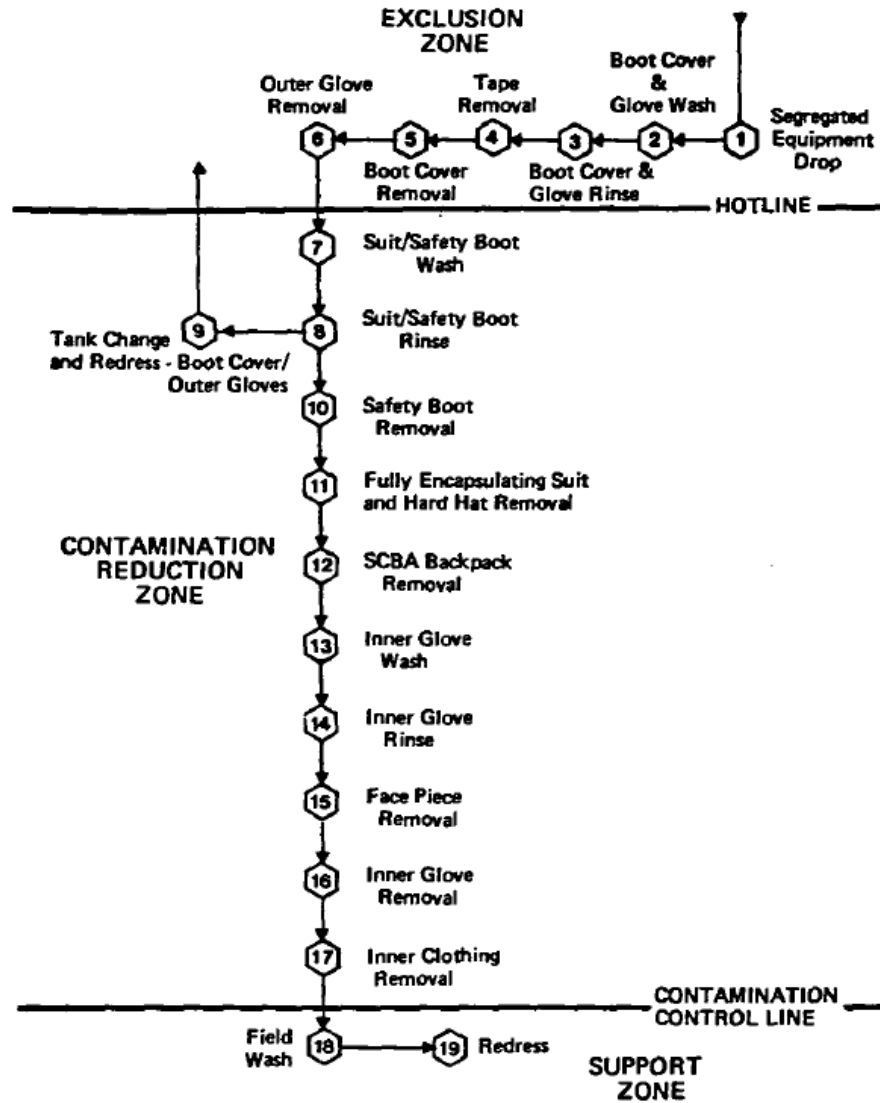 EXCLUSION
ZONE
Boot Cover
&
Glove Wash
Tape
Removal
Outer Glove
Removal
Segregated
Equipment
Drop
6
5
4
3
2
1
Boot Cover
Removal
Boot Cover &
Glove Rinse
HOTLINE
7
Suit/Safety Boot
Wash
9
8
Suit/Safety Boot
Rinse
Tank Change
and Redress - Boot Cover/
Outer Gloves
10
Safety Boot
Removal
11
Fully Encapsulating Suit
and Hard Hat Removal
CONTAMINATION
REDUCTION
ZONE
12
SCBA Backpack
Removal
13
Inner Glove
Wash
14
Inner Glove
Rinse
15
Face Piece
Removal
16
Inner Glove
Removal
17
Inner Clothing
Removal
CONTAMINATION
CONTROL LINE
Field
Wash
18
19
Redress
SUPPORT
ZONE